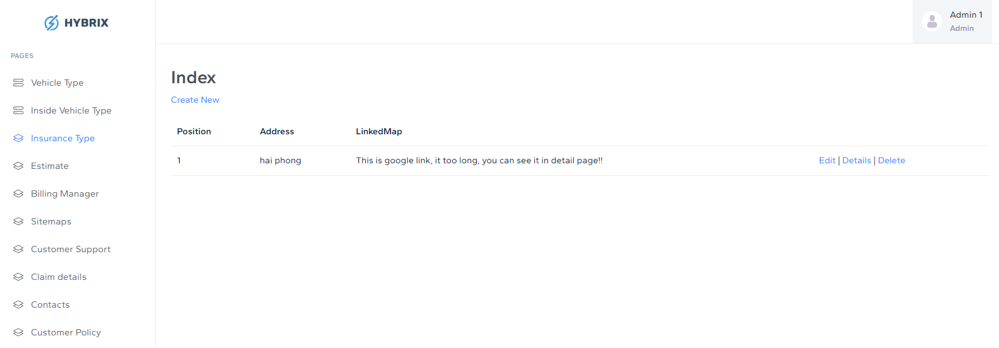 HYBRIX
Admin 1
Admin
PAGES
Vehicle Type
Inside Vehicle Type
Insurance Type
Estimate
Billing Manager
Sitemaps
Customer Support
Claim details
Contacts
Customer Policy
Index
Create New
Position Address LinkedMap
1 hai phong This is google link, it too long, you can see it in detail page!! Edit | Details | Delete